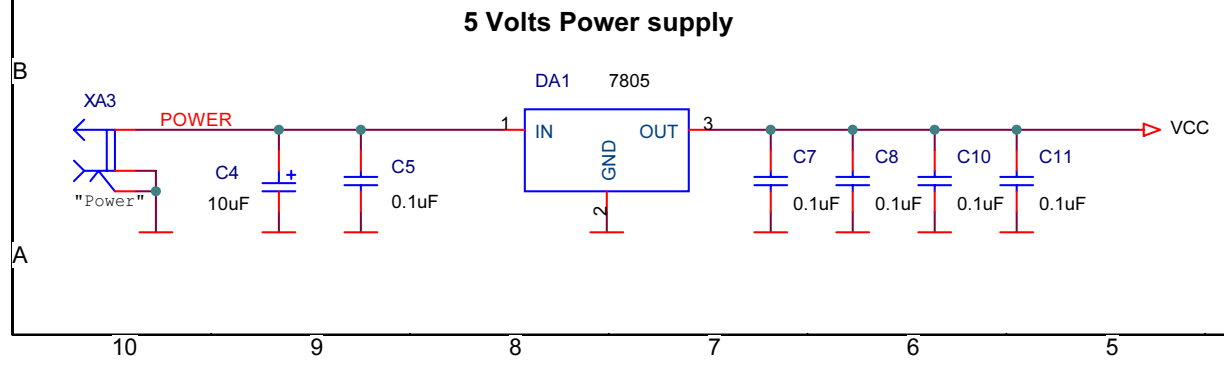 5 Volts Power supply
B
DA1 7805
XA3
POWER 1 IN OUT 3 VCC
GND
C4 + C5 C7 C8 C10 C11
"Power" 10uF 0.1uF 2 0.1uF 0.1uF 0.1uF 0.1uF
A
10 9 8 7 6 5